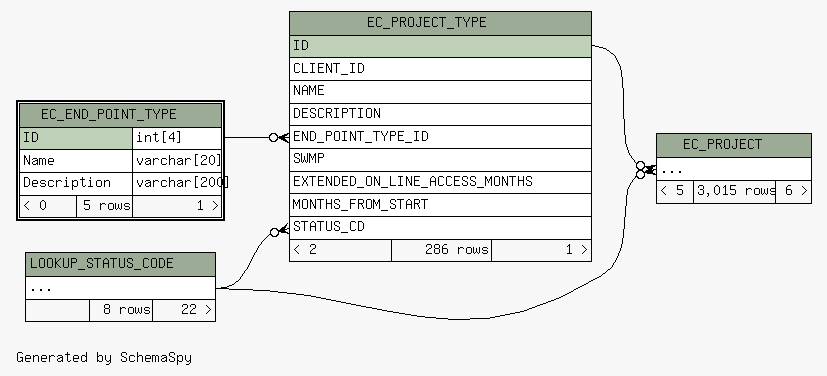 EC_PROJECT_TYPE
ID
CLIENT_ID
NAME
DESCRIPTION
END_POINT_TYPE_ID
SWMP
EXTENDED_ON_LINE_ACCESS_MONTHS
MONTHS_FROM_START
STATUS_CD
< 2 286 rows 1 >
EC_END_POINT_TYPE
ID int[4]
Name varchar[20]
Description varchar[200]
< 0 5 rows 1 >
LOOKUP_STATUS_CODE
...
8 rows 22 >
EC_PROJECT
...
< 5 3,015 rows 6 >
Generated by SchemaSpy